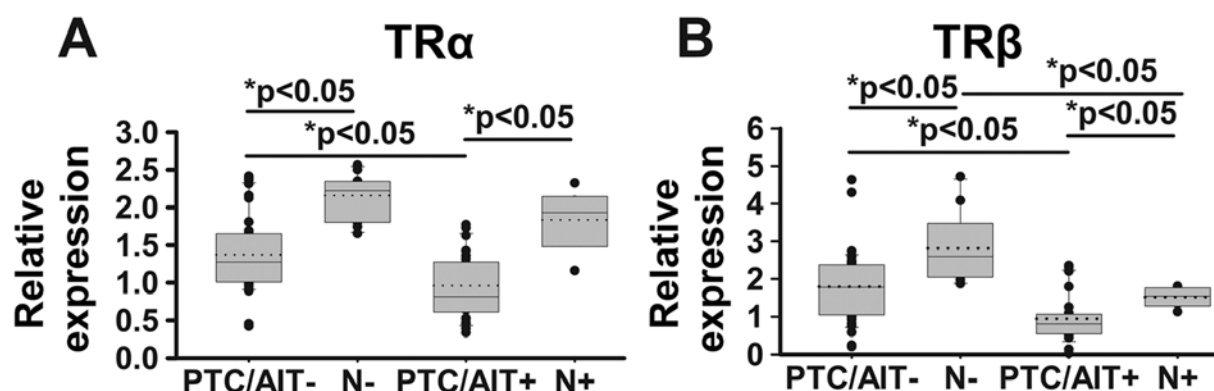 A TRα
*p<0.05
*p<0.05 *p<0.05
Relative expression
3.0
2.5
2.0
1.5
1.0
0.5
0.0
PTC/AIT- N- PTC/AIT+ N+
B TRβ
*p<0.05 *p<0.05
*p<0.05 *p<0.05
Relative expression
6
5
4
3
2
1
0
PTC/AIT- N- PTC/AIT+ N+